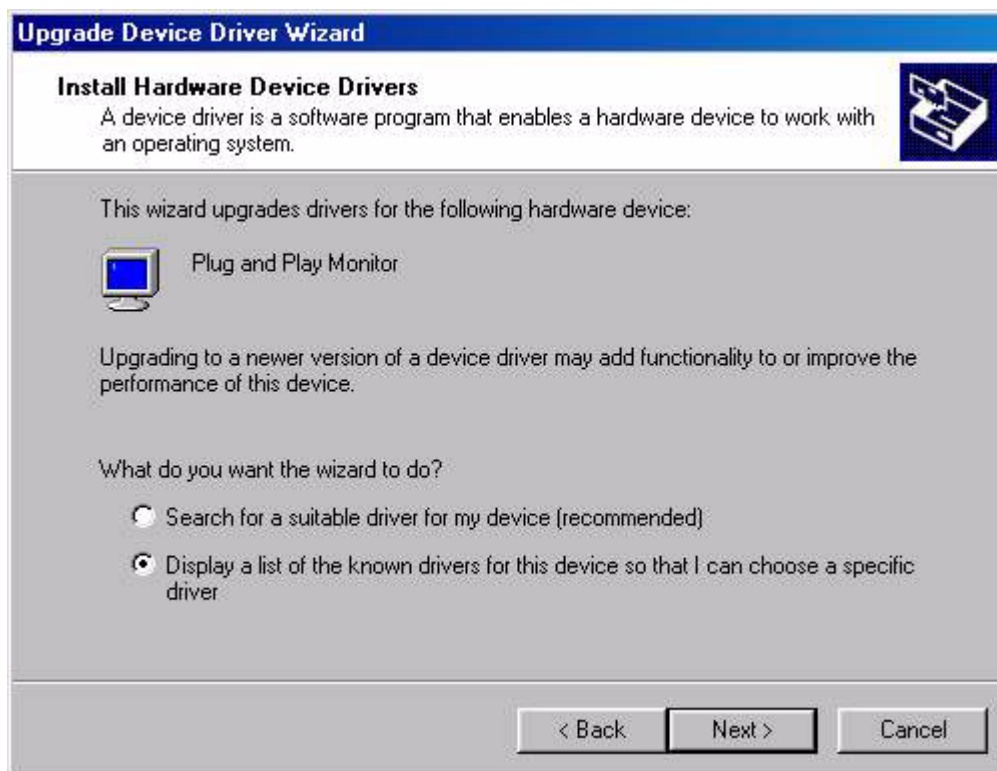 Upgrade Device Driver Wizard
Install Hardware Device Drivers
A device driver is a software program that enables a hardware device to work with
an operating system.
This wizard upgrades drivers for the following hardware device:
Plug and Play Monitor
Upgrading to a newer version of a device driver may add functionality to or improve the
performance of this device.
What do you want the wizard to do?
Search for a suitable driver for my device (recommended)
Display a list of the known drivers for this device so that I can choose a specific
driver
< Back Next > Cancel